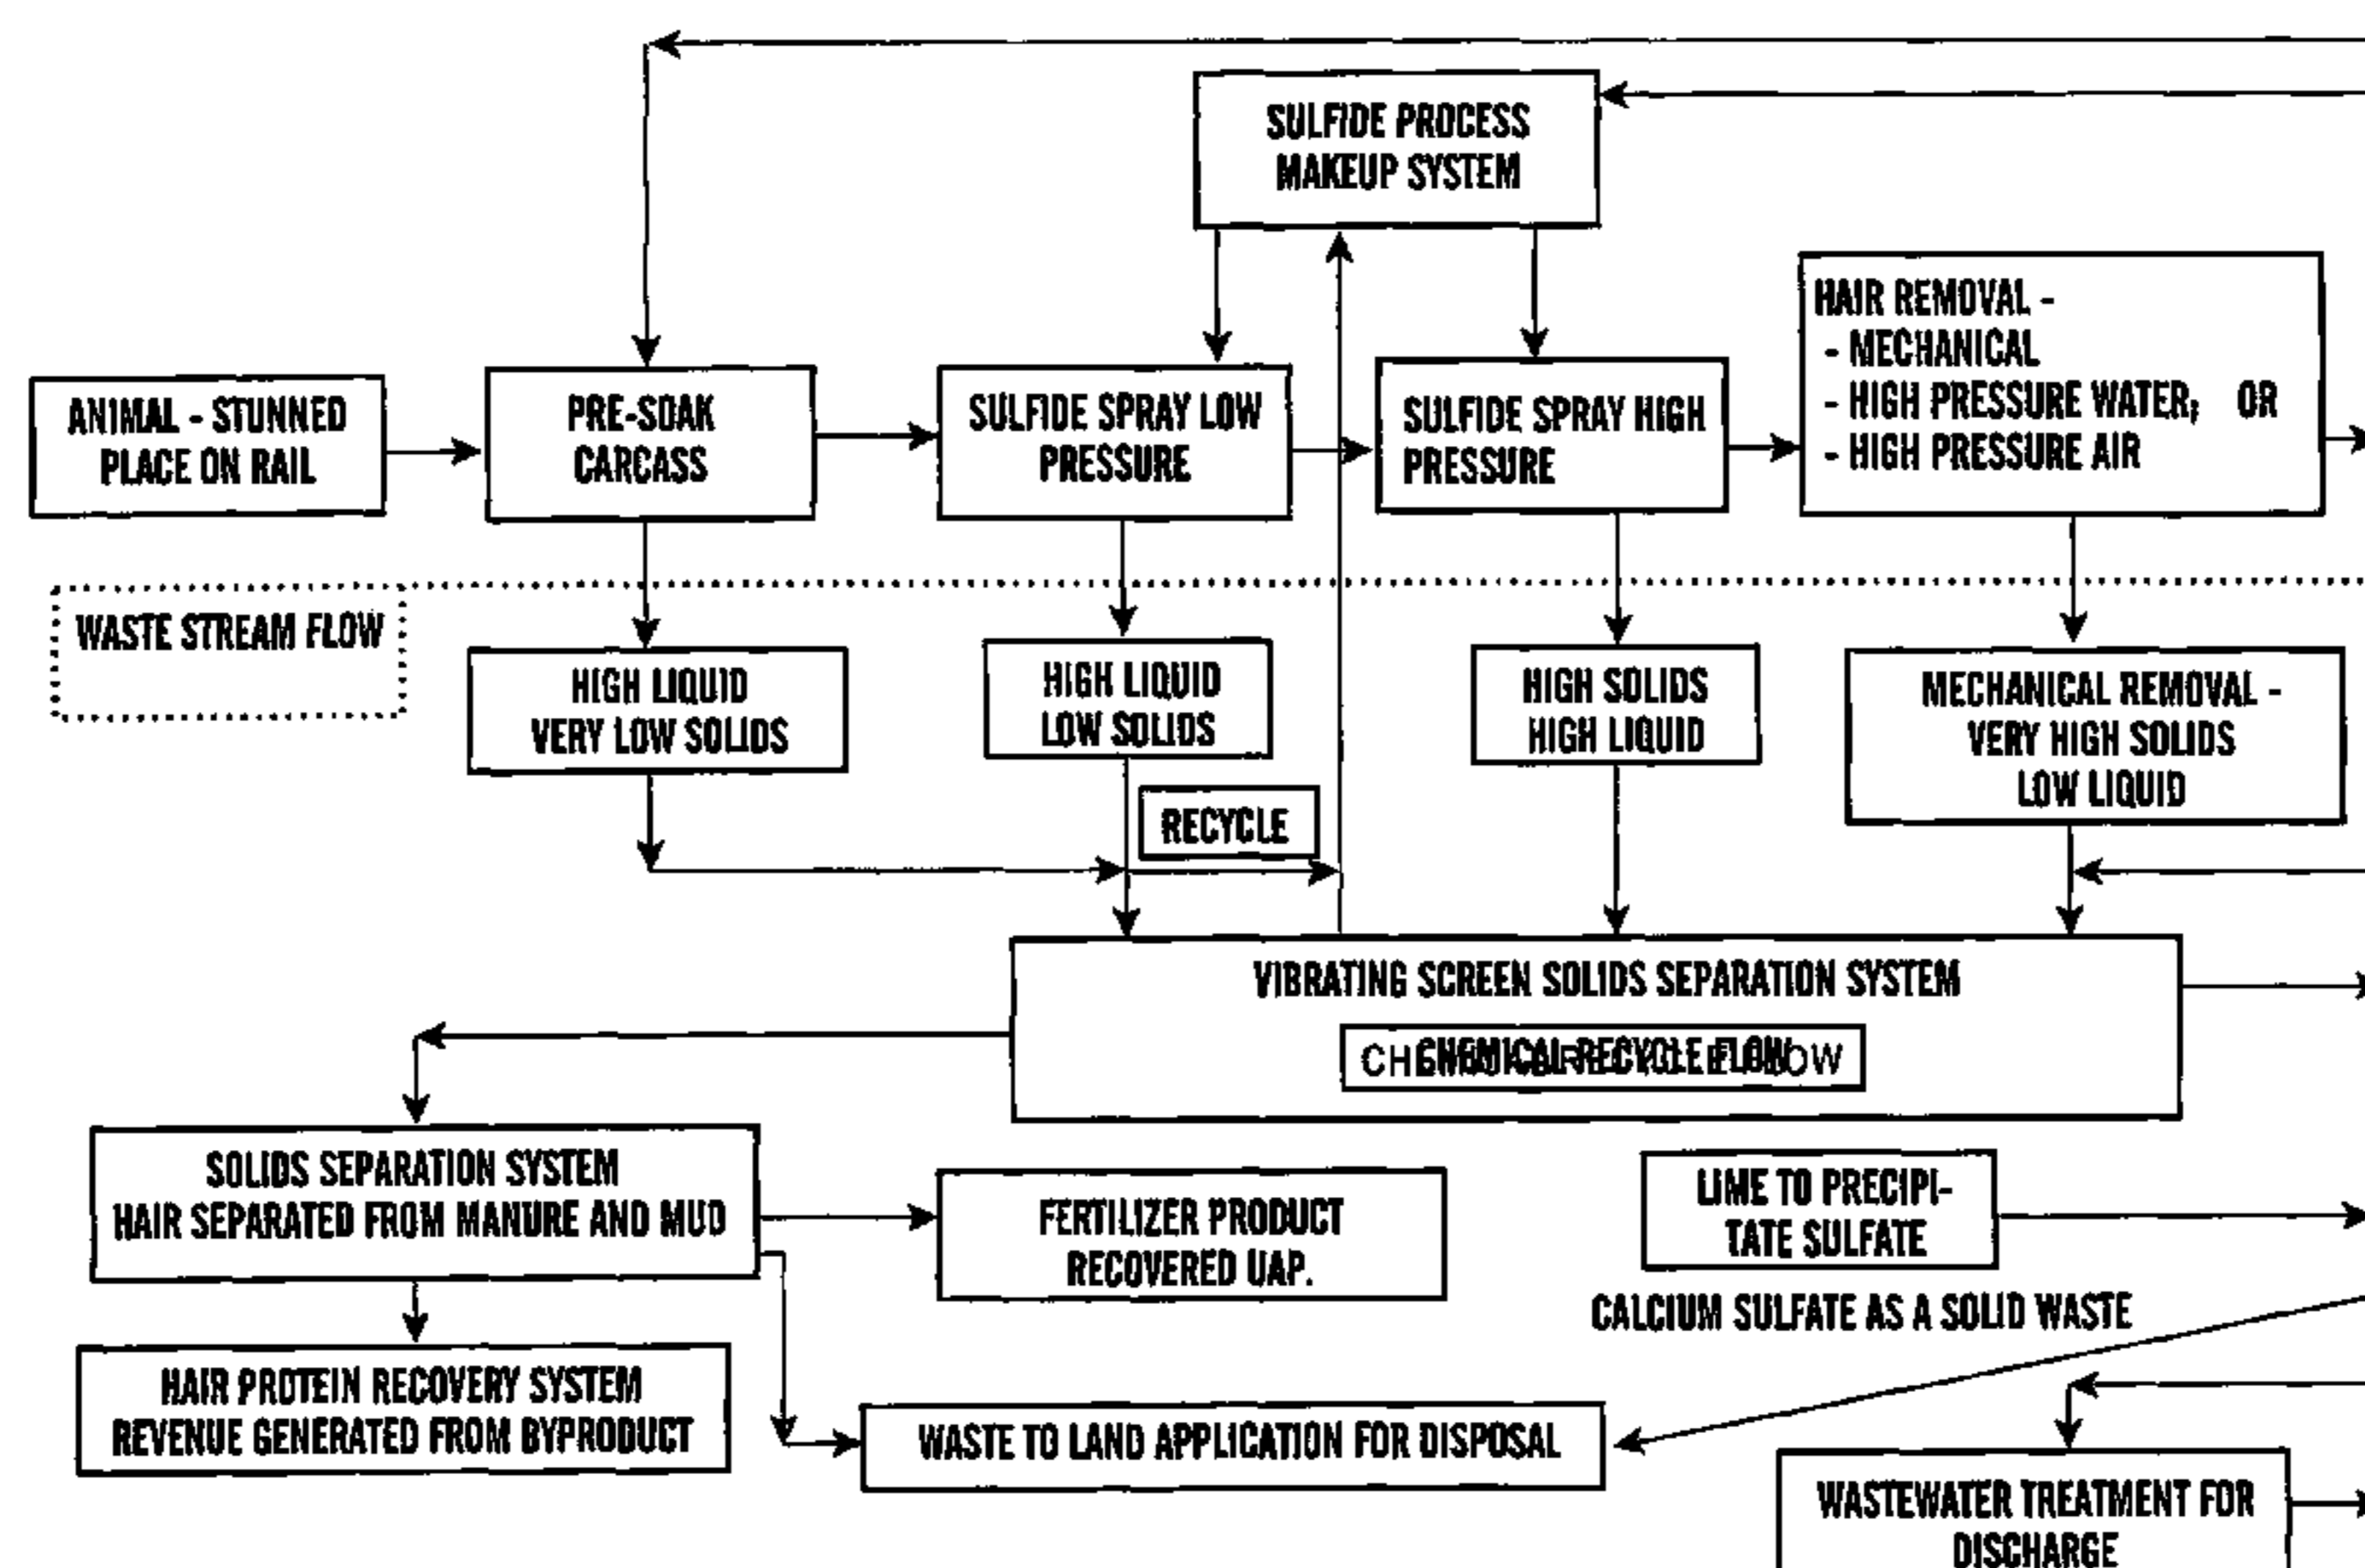 SULFIDE PROCESS
MAKEUP SYSTEM
HAIR REMOVAL -
- MECHANICAL
- HIGH PRESSURE WATER; OR
- HIGH PRESSURE AIR
ANIMAL - STUNNED
PLACE ON RAIL
PRE-SOAK
CARCASS
SULFIDE SPRAY LOW
PRESSURE
SULFIDE SPRAY HIGH
PRESSURE
WASTE STREAM FLOW
HIGH LIQUID
VERY LOW SOLIDS
HIGH LIQUID
LOW SOLIDS
HIGH SOLIDS
HIGH LIQUID
MECHANICAL REMOVAL -
VERY HIGH SOLIDS
LOW LIQUID
RECYCLE
VIBRATING SCREEN SOLIDS SEPARATION SYSTEM
CHEMICAL RECYCLE FLOW
SOLIDS SEPARATION SYSTEM
HAIR SEPARATED FROM MANURE AND MUD
FERTILIZER PRODUCT
RECOVERED UAP.
LIME TO PRECIPI-
TATE SULFATE
CALCIUM SULFATE AS A SOLID WASTE
HAIR PROTEIN RECOVERY SYSTEM
REVENUE GENERATED FROM BYPRODUCT
WASTE TO LAND APPLICATION FOR DISPOSAL
WASTEWATER TREATMENT FOR
DISCHARGE